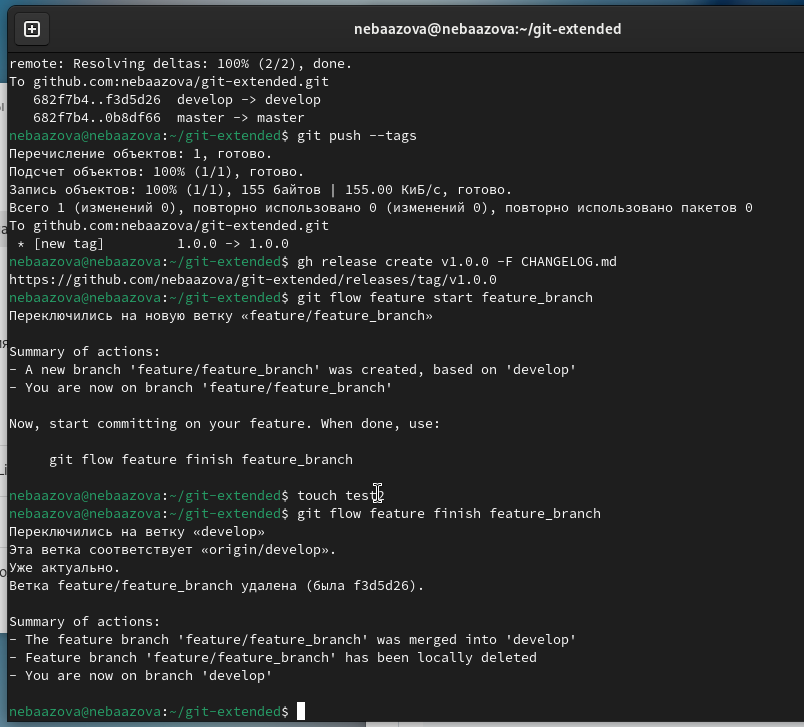 nebaazova@nebaazova:~/git-extended
remote: Resolving deltas: 100% (2/2), done.
To github.com:nebaazova/git-extended.git
   682f7b4..f3d5d26  develop -> develop
   682f7b4..0b8df66  master -> master
nebaazova@nebaazova:~/git-extended$ git push --tags
Перечисление объектов: 1, готово.
Подсчет объектов: 100% (1/1), готово.
Запись объектов: 100% (1/1), 155 байтов | 155.00 КиБ/с, готово.
Всего 1 (изменений 0), повторно использовано 0 (изменений 0), повторно использовано пакетов 0
To github.com:nebaazova/git-extended.git
 * [new tag]         1.0.0 -> 1.0.0
nebaazova@nebaazova:~/git-extended$ gh release create v1.0.0 -F CHANGELOG.md
https://github.com/nebaazova/git-extended/releases/tag/v1.0.0
nebaazova@nebaazova:~/git-extended$ git flow feature start feature_branch
Переключились на новую ветку «feature/feature_branch»

Summary of actions:
- A new branch 'feature/feature_branch' was created, based on 'develop'
- You are now on branch 'feature/feature_branch'

Now, start committing on your feature. When done, use:

     git flow feature finish feature_branch

nebaazova@nebaazova:~/git-extended$ touch test2
nebaazova@nebaazova:~/git-extended$ git flow feature finish feature_branch
Переключились на ветку «develop»
Эта ветка соответствует «origin/develop».
Уже актуально.
Ветка feature/feature_branch удалена (была f3d5d26).

Summary of actions:
- The feature branch 'feature/feature_branch' was merged into 'develop'
- Feature branch 'feature/feature_branch' has been locally deleted
- You are now on branch 'develop'

nebaazova@nebaazova:~/git-extended$